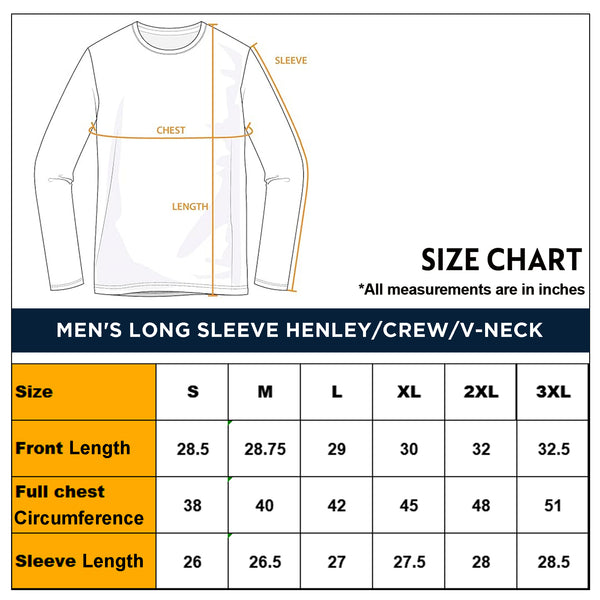 SLEEVE
CHEST
LENGTH
SIZE CHART
*All measurements are in inches
MEN'S LONG SLEEVE HENLEY/CREW/V-NECK
Size S M L XL 2XL 3XL
Front Length 28.5 28.75 29 30 32 32.5
Full chest
Circumference 38 40 42 45 48 51
Sleeve Length 26 26.5 27 27.5 28 28.5